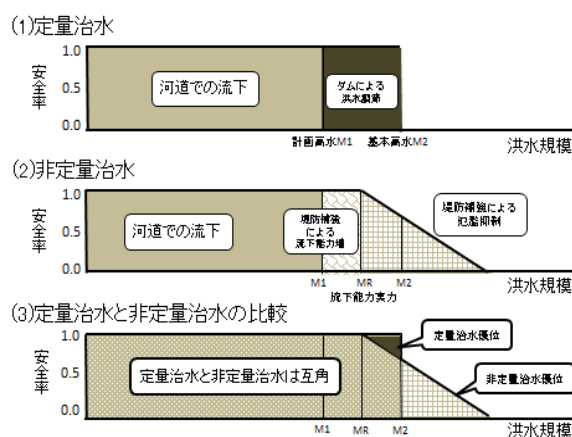 (1)定量治水
1.0
安全率
0.5
0.0
河道での流下
ダムによる
洪水調節
計画高水M1
基本高水M2
洪水規模
(2)非定量治水
1.0
安全率
0.5
0.0
河道での流下
堤防補強
による
流下能力増
堤防補強による
氾濫抑制
M1
MR
M2
流下能力実力
洪水規模
(3)定量治水と非定量治水の比較
1.0
安全率
0.5
0.0
定量治水と非定量治水は互角
定量治水優位
非定量治水優位
M1
MR
M2
洪水規模